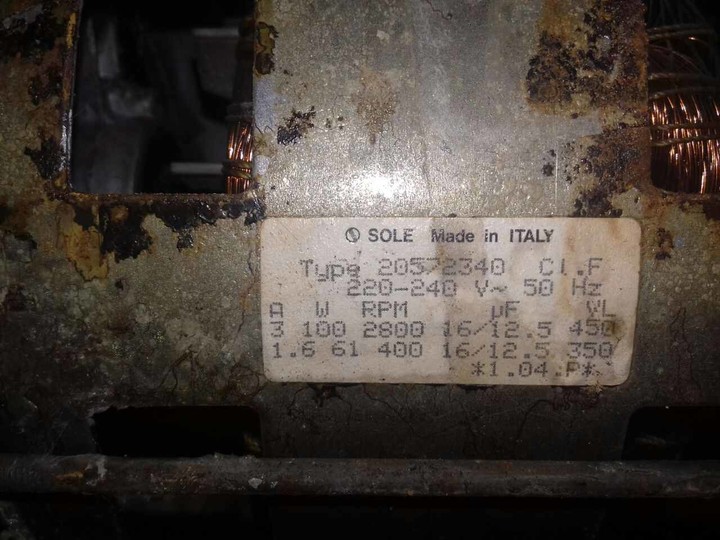 SOLE Made in ITALY
Type 20572340 Cl.F
220-240 V~ 50 Hz
A W RPM µF VL
3 100 2800 16/12.5 450
1.6 61 400 16/12.5 350
*1.04.P*